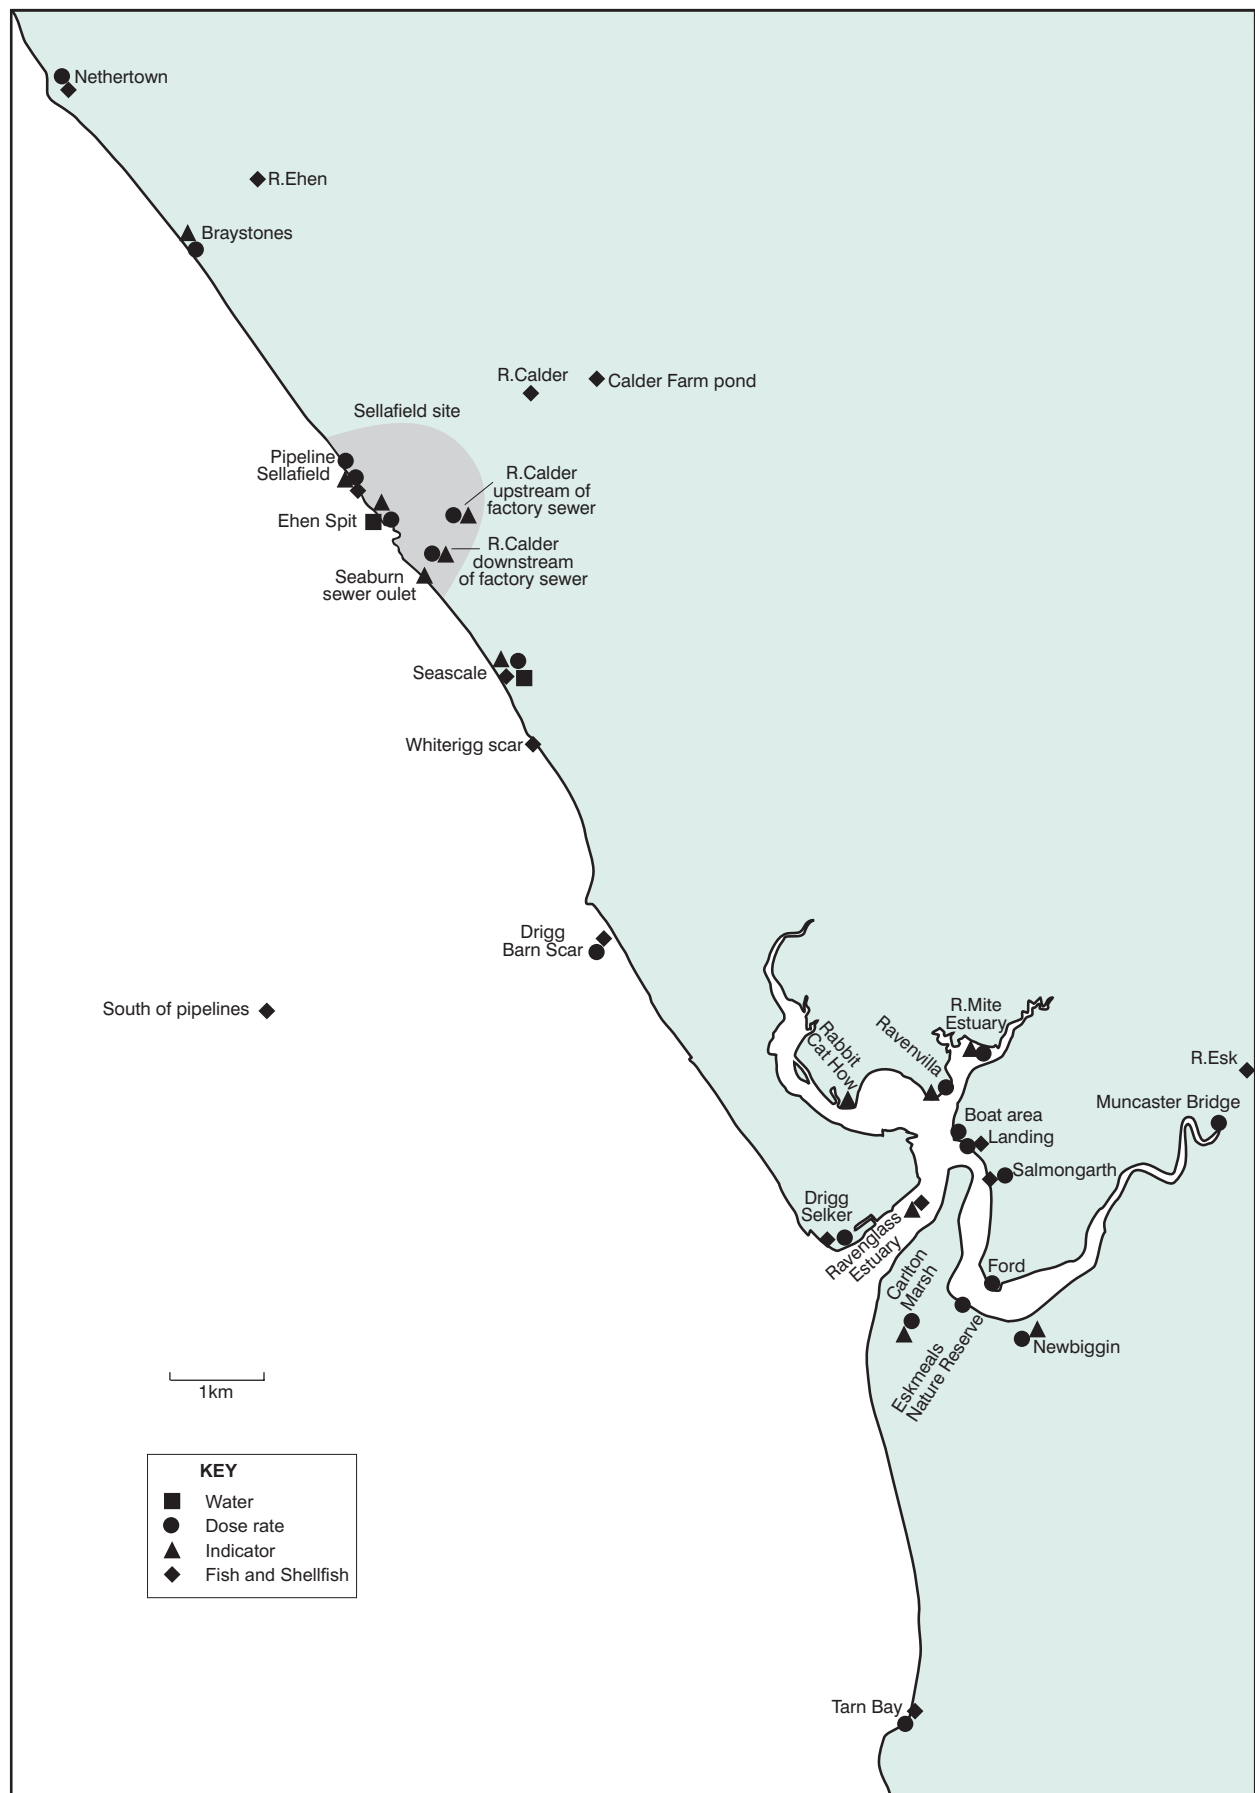 Nethertown
R.Ehen
Braystones
R.Calder
Calder Farm pond
Sellafield site
Pipeline
Sellafield
R.Calder
upstream of
factory sewer
Ehen Spit
R.Calder
downstream
of factory sewer
Seaburn
sewer oulet
Seascale
Whiterigg scar
Drigg
Barn Scar
South of pipelines
R.Mite
Estuary
Rabbit
Cat How
Ravenvilla
R.Esk
Muncaster Bridge
Boat area
Landing
Salmongarth
Drigg
Selker
Ravenglass
Estuary
Carlton
Marsh
Ford
Eskmeals
Nature Reserve
Newbiggin
1km
KEY
Water
Dose rate
Indicator
Fish and Shellfish
Tarn Bay